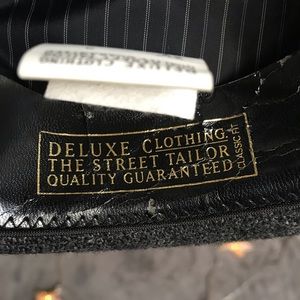 DELUXE CLOTHING.
THE STREET TAILOR
QUALITY GUARANTEED
CLASSIC FIT